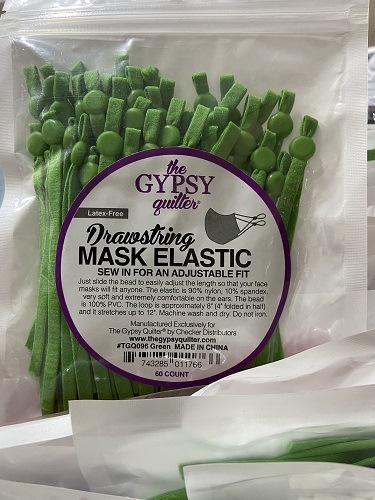 the
GYPSY
quilter®
Latex-Free
Drawstring
MASK ELASTIC
SEW IN FOR AN ADJUSTABLE FIT
Just slide the bead to easily adjust the length so that your face
masks will fit anyone. The elastic is 90% nylon, 10% spandex,
very soft and extremely comfortable on the ears. The bead
is 100% PVC. The loop is approximately 8" (4" folded in half)
and it stretches up to 12". Machine wash and dry. Do not iron.
Manufactured Exclusively for
The Gypsy Quilter® by Checker Distributors
www.thegypsyquilter.com
#TGQ096 Green MADE IN CHINA
743285 011766
60 COUNT